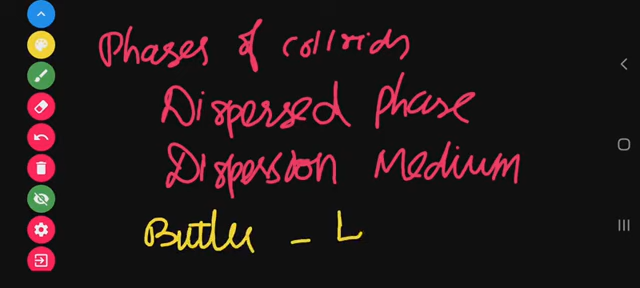 Phases of Colloids
Dispersed Phase
Dispersion Medium
Butter - L